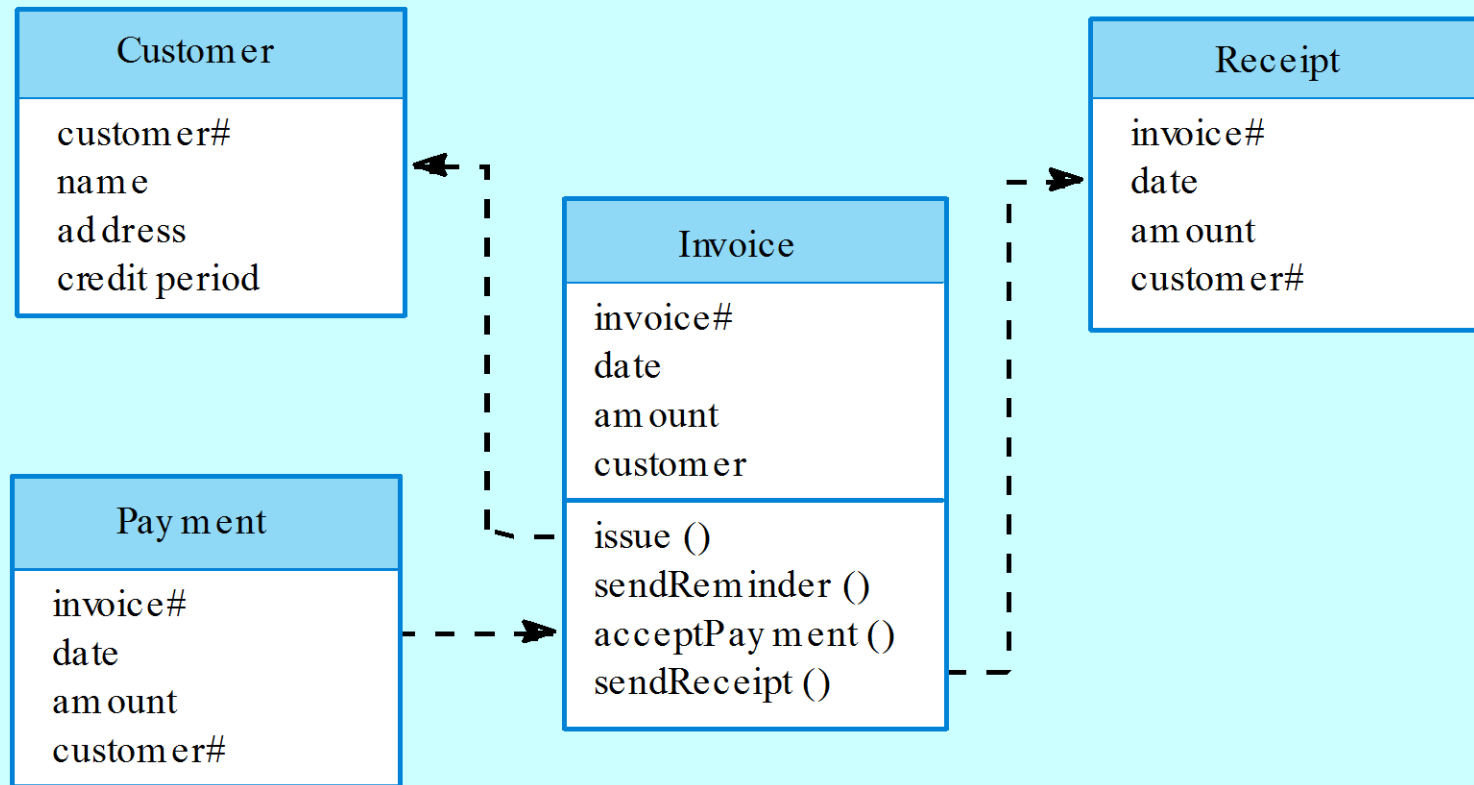 Customer
customer#
name
address
credit period
Receipt
invoice#
date
amount
customer#
Invoice
invoice#
date
amount
customer
issue ()
sendReminder ()
acceptPayment ()
sendReceipt ()
Payment
invoice#
date
amount
customer#